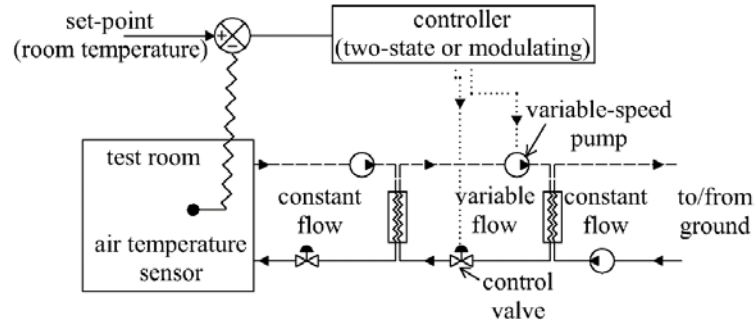 set-point
(room temperature)
+
−
controller
(two-state or modulating)
variable-speed
pump
test room
constant
flow
variable
flow
constant
flow
to/from
ground
air temperature
sensor
control
valve